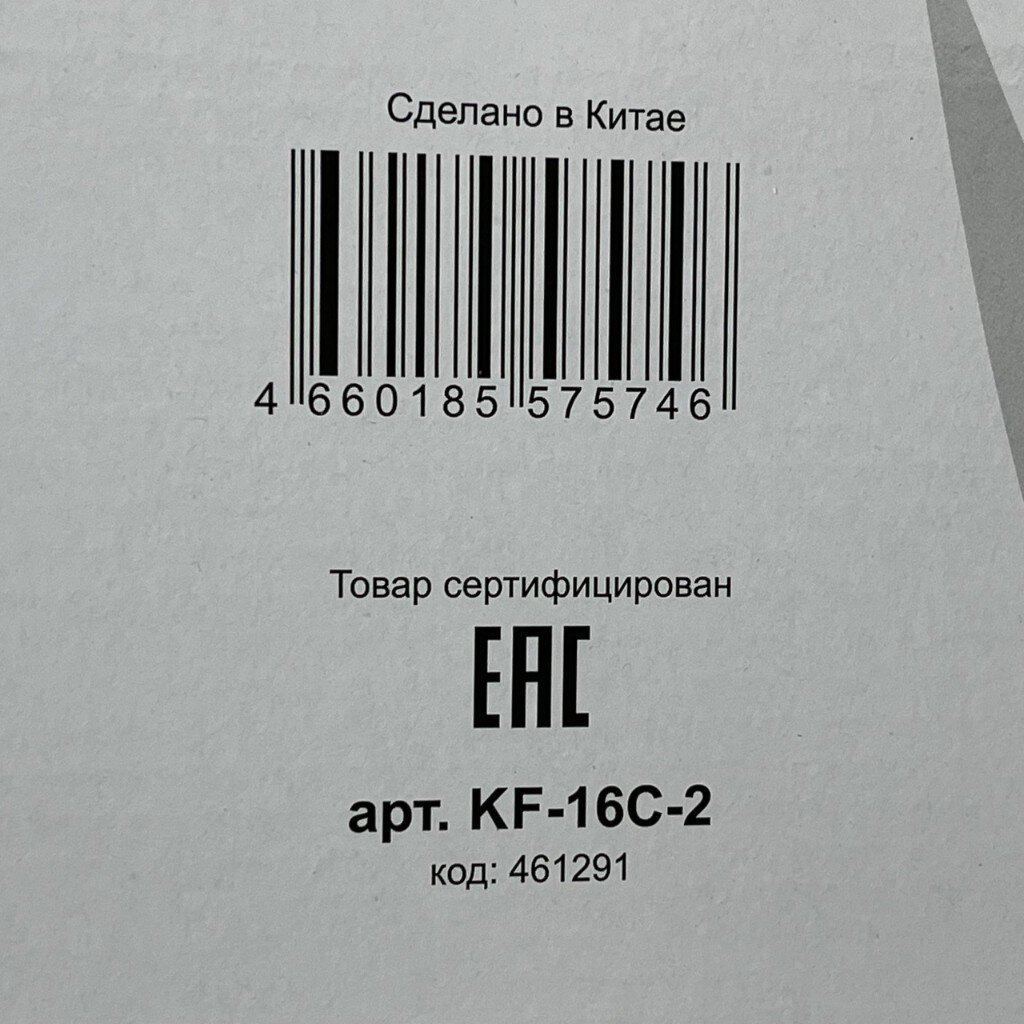 Сделано в Китае
4 660185 575746
Товар сертифицирован
EAC
арт. KF-16C-2
код: 461291